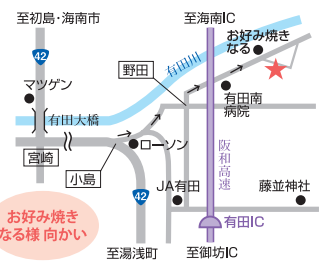 至初島・海南市
至海南IC
42
お好み焼き
なる
有田川
野田
マツゲン
有田南
病院
有田大橋
ローソン
宮崎
小島
阪和高速
42
JA有田
藤並神社
お好み焼き
なる様 向かい
有田IC
至湯浅町
至御坊IC